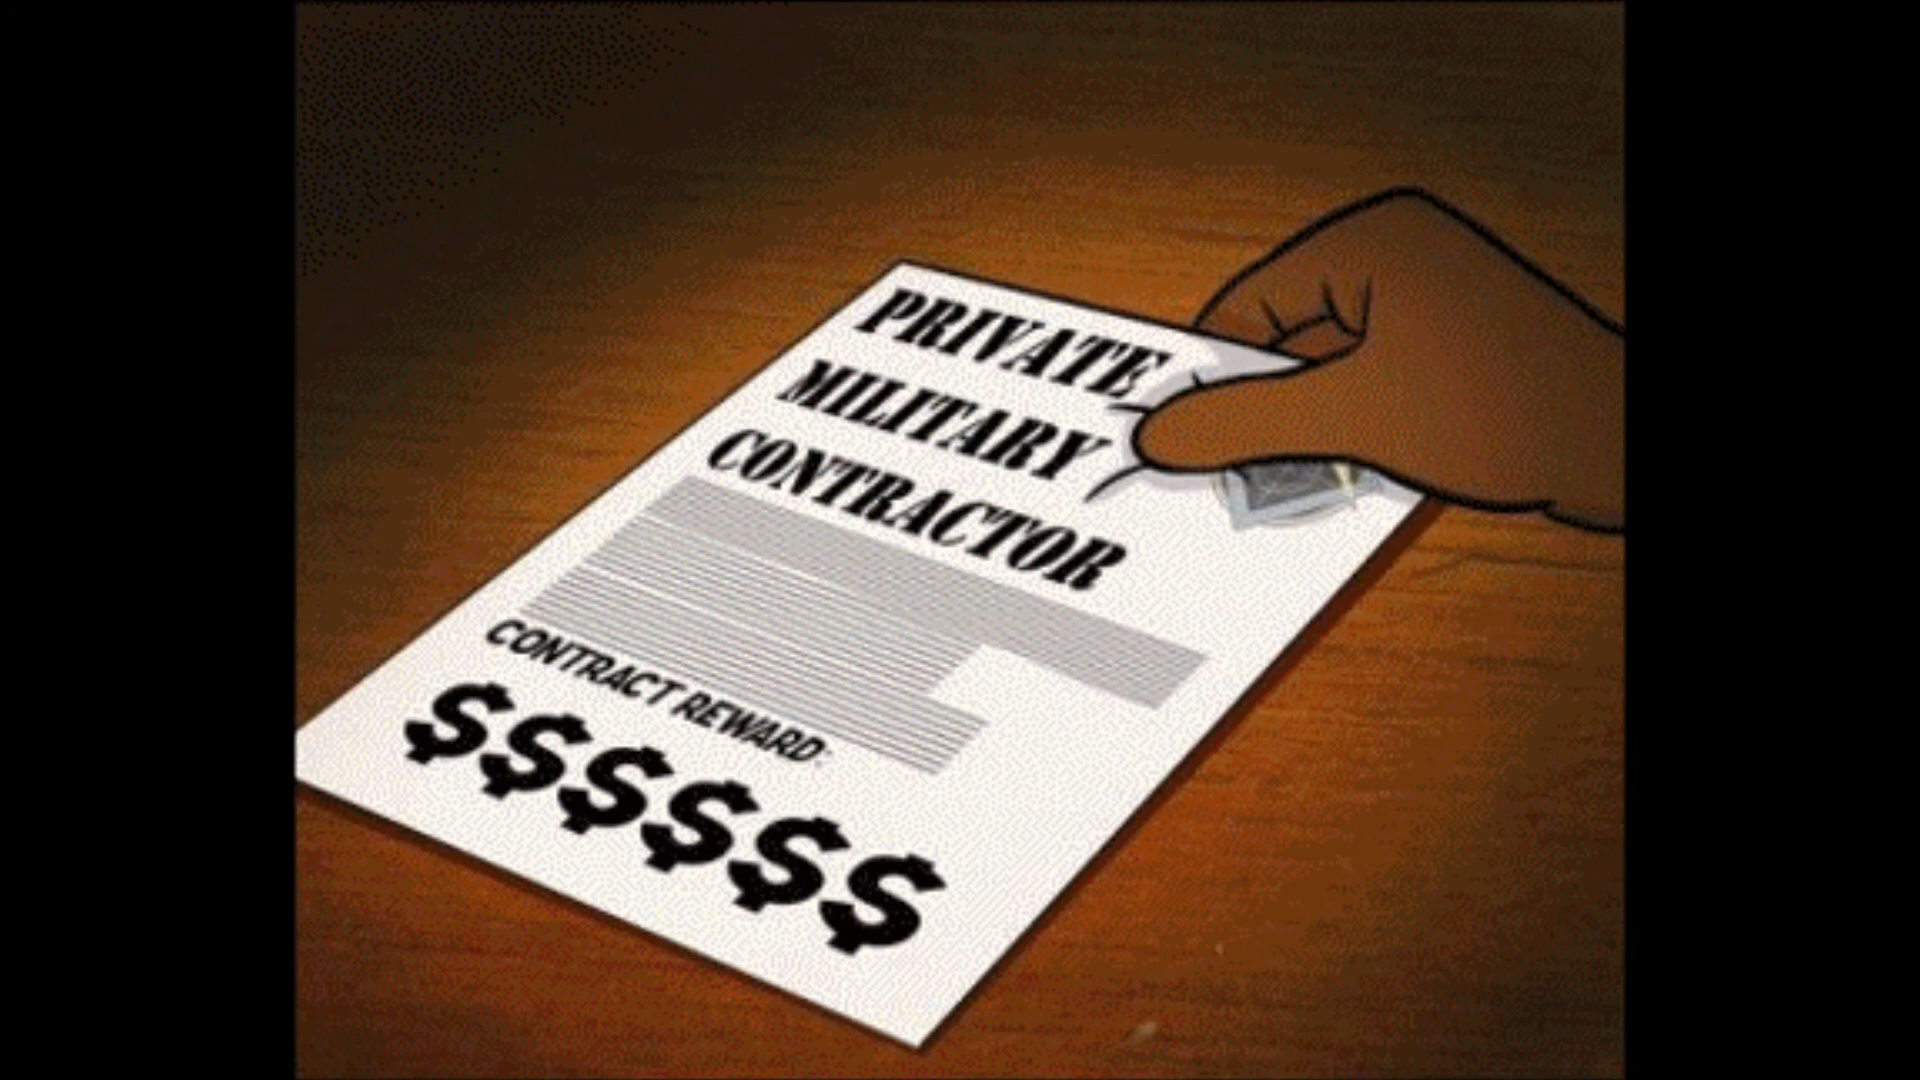 PRIVATE
MILITARY
CONTRACTOR
CONTRACT REWARD
$$$$$$